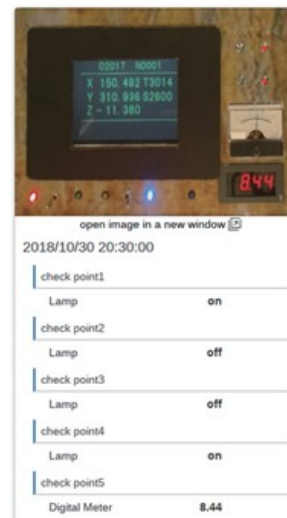 O2017 N0001
X 150.492 T3014
Y 310.936 S2600
Z - 11.380
8.44
open image in a new window
2018/10/30 20:30:00
check point1
Lamp on
check point2
Lamp off
check point3
Lamp off
check point4
Lamp on
check point5
Digital Meter 8.44